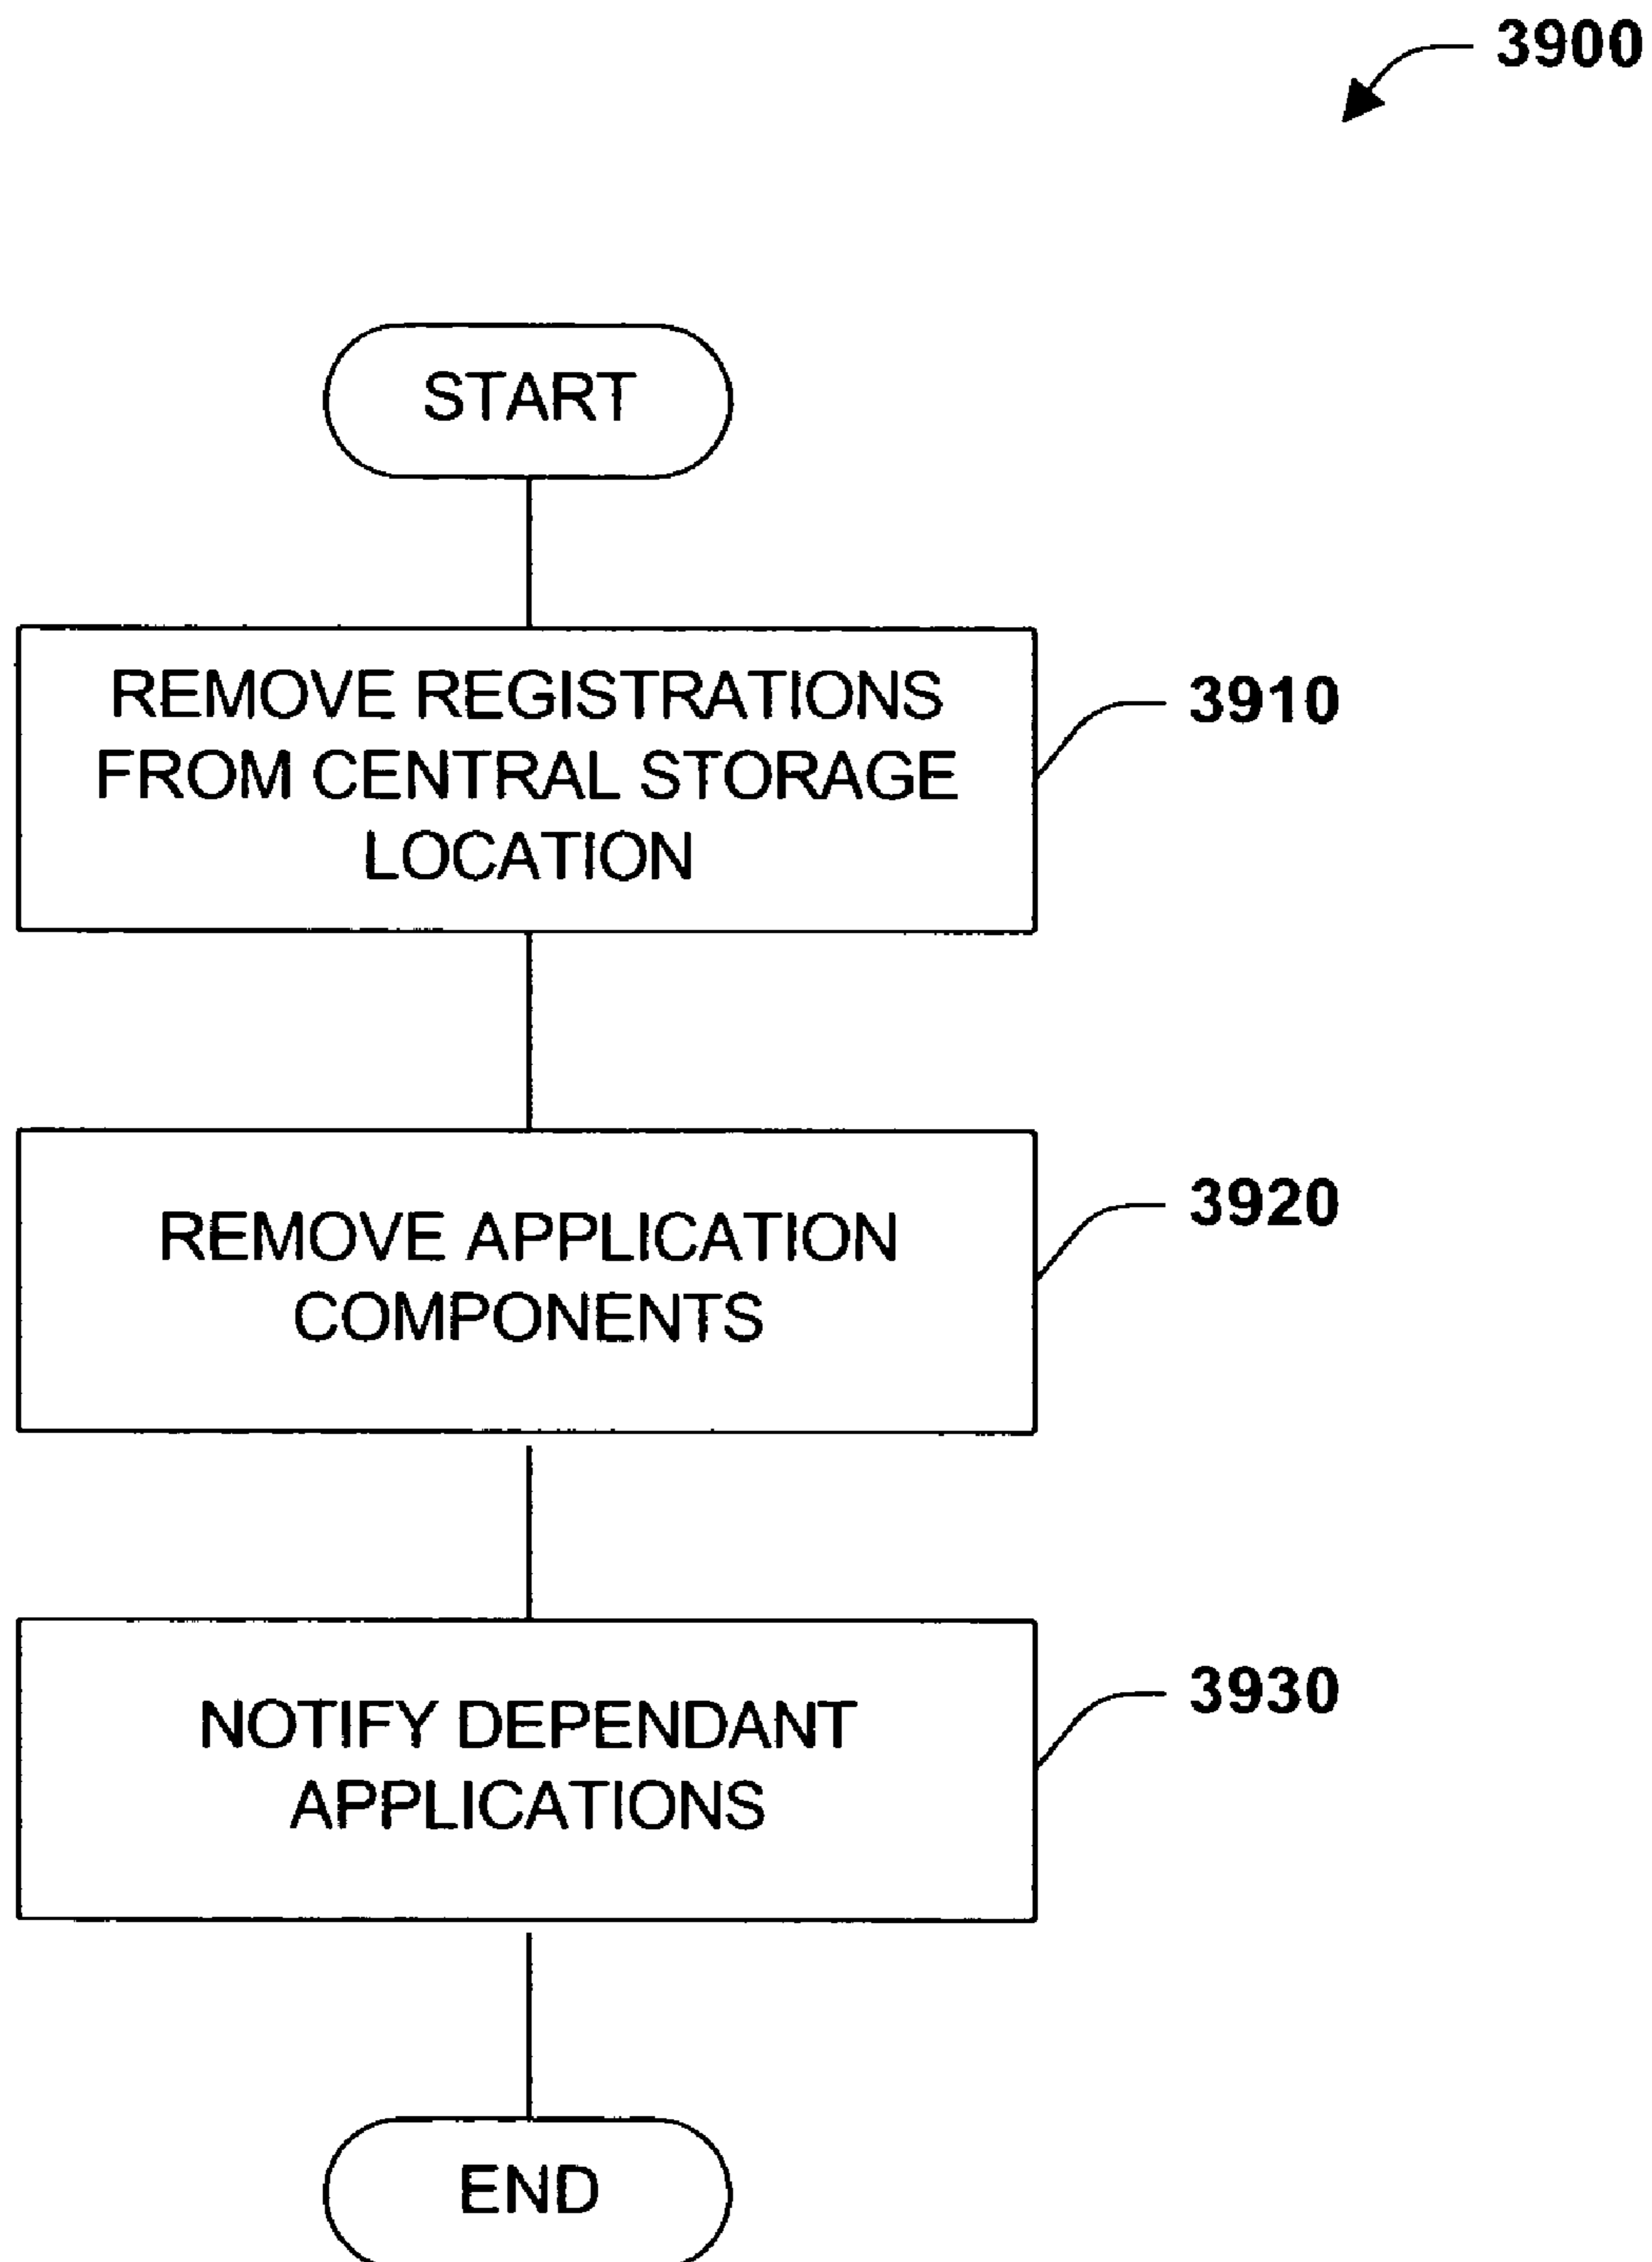 3900
START
REMOVE REGISTRATIONS
FROM CENTRAL STORAGE
LOCATION
3910
REMOVE APPLICATION
COMPONENTS
3920
NOTIFY DEPENDANT
APPLICATIONS
3930
END